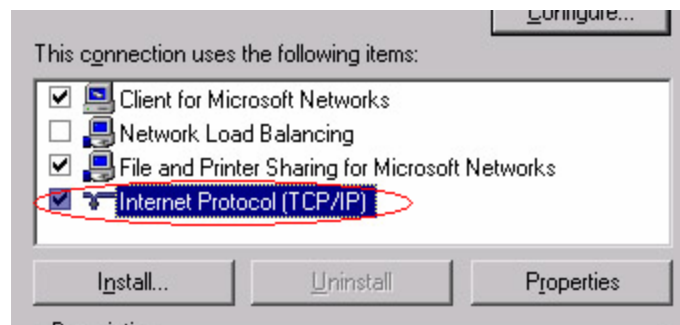 Configure...
This connection uses the following items:
Client for Microsoft Networks
Network Load Balancing
File and Printer Sharing for Microsoft Networks
Internet Protocol (TCP/IP)
Install... Uninstall Properties